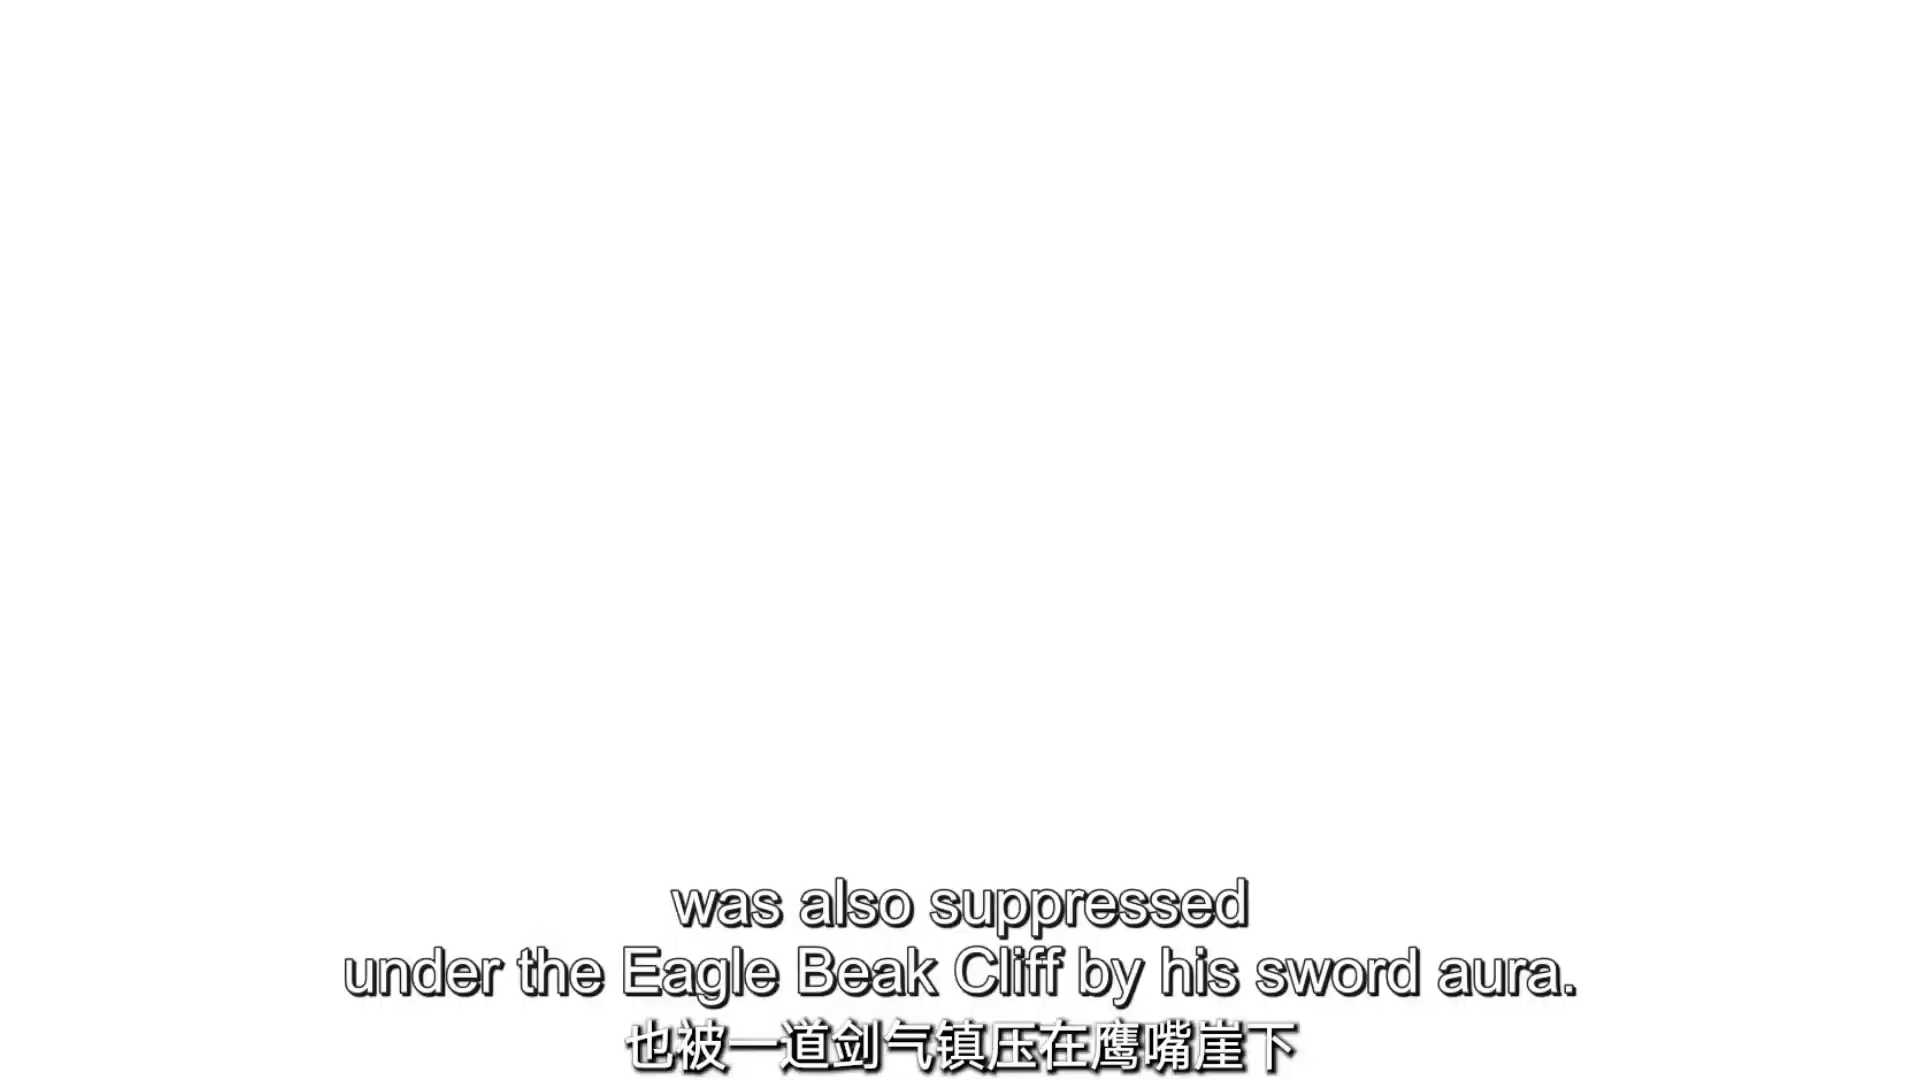 was also suppressed
under the Eagle Beak Cliff by his sword aura.
也被一道剑气镇压在鹰嘴崖下